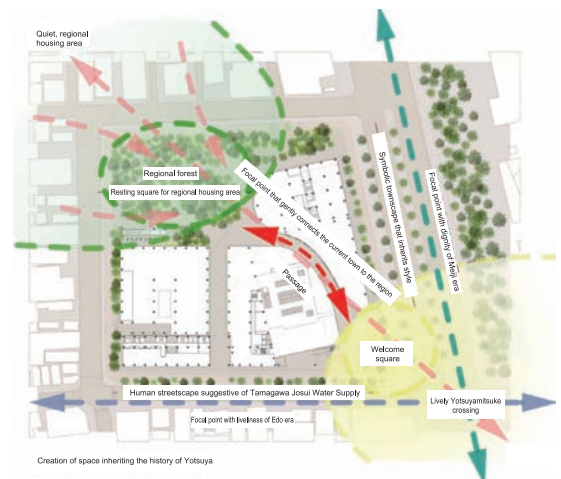 Quiet, regional
housing area
Regional forest
Resting square for regional housing area
Focal point that gently connects the current town to the region
Symbolic townscape that inherits style
Focal point with dignity of Meiji era
Passage
Welcome
square
Human streetscape suggestive of Tamagawa Josui Water Supply
Lively Yotsuyamitsuke
crossing
Focal point with liveliness of Edo era
Creation of space inheriting the history of Yotsuya